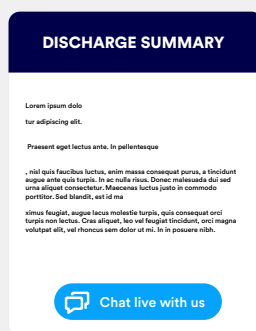 DISCHARGE SUMMARY
Lorem ipsum dolo
tur adipiscing elit.
Praesent eget lectus ante. In pellentesque
, nisl quis faucibus luctus, enim massa consequat purus, a tincidunt
augue ante quis turpis. In ac nulla risus. Donec malesuada dui sed
urna aliquet consectetur. Maecenas luctus justo in commodo
porttitor. Sed blandit, est id ma
ximus feugiat, augue lacus molestie turpis, quis consequat orci
turpis non lectus. Cras aliquet, leo vel feugiat tincidunt, orci magna
volutpat elit, vel rhoncus sem dolor ut mi. In in posuere nibh.
Chat live with us